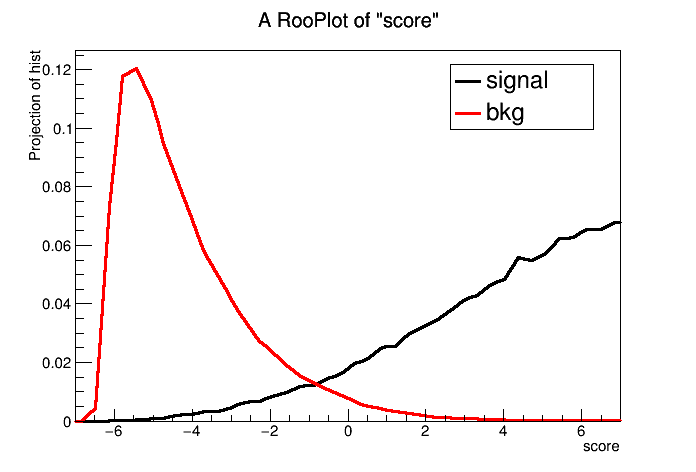 A RooPlot of "score"
Projection of hist
0.12
0.1
0.08
0.06
0.04
0.02
0
signal
bkg
−6 −4 −2 0 2 4 6
score